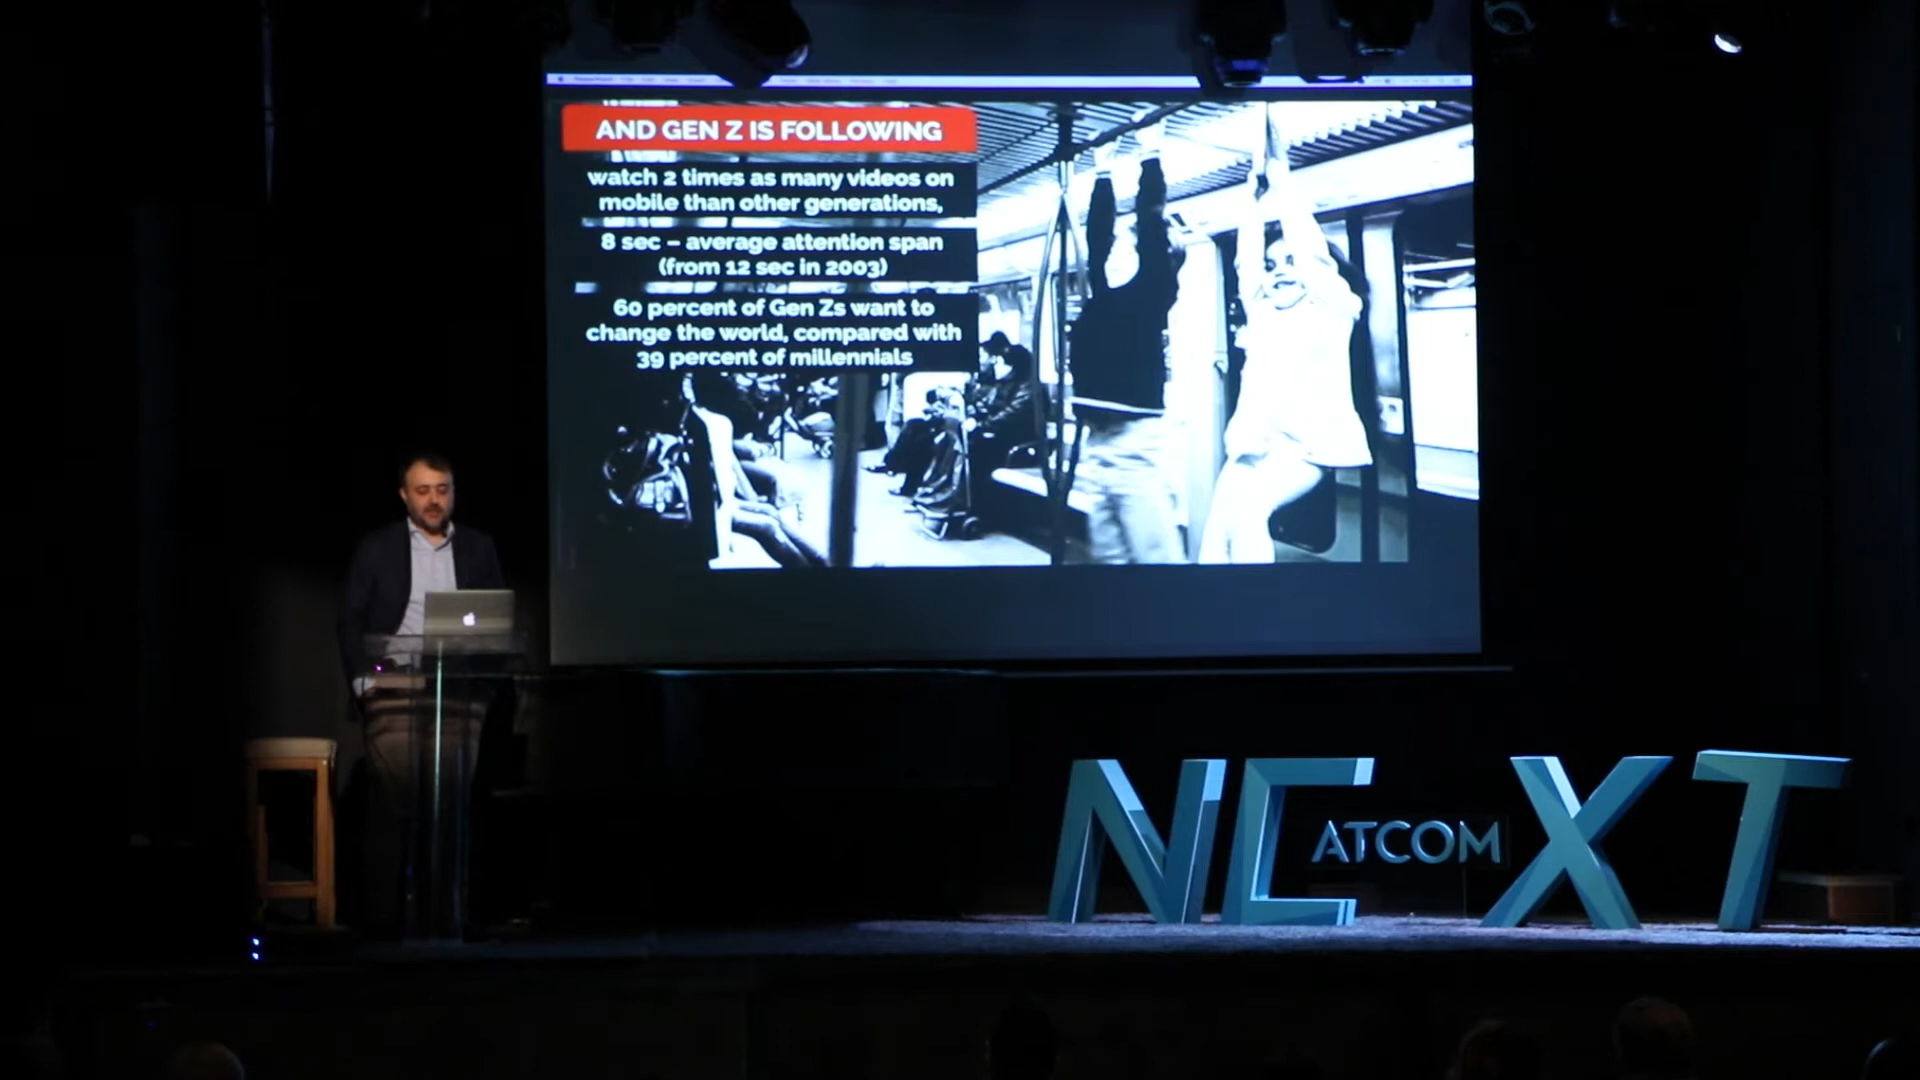 AND GEN Z IS FOLLOWING
watch 2 times as many videos on
mobile than other generations,
8 sec – average attention span
(from 12 sec in 2003)
60 percent of Gen Zs want to
change the world, compared with
39 percent of millennials
NEXT
ATCOM